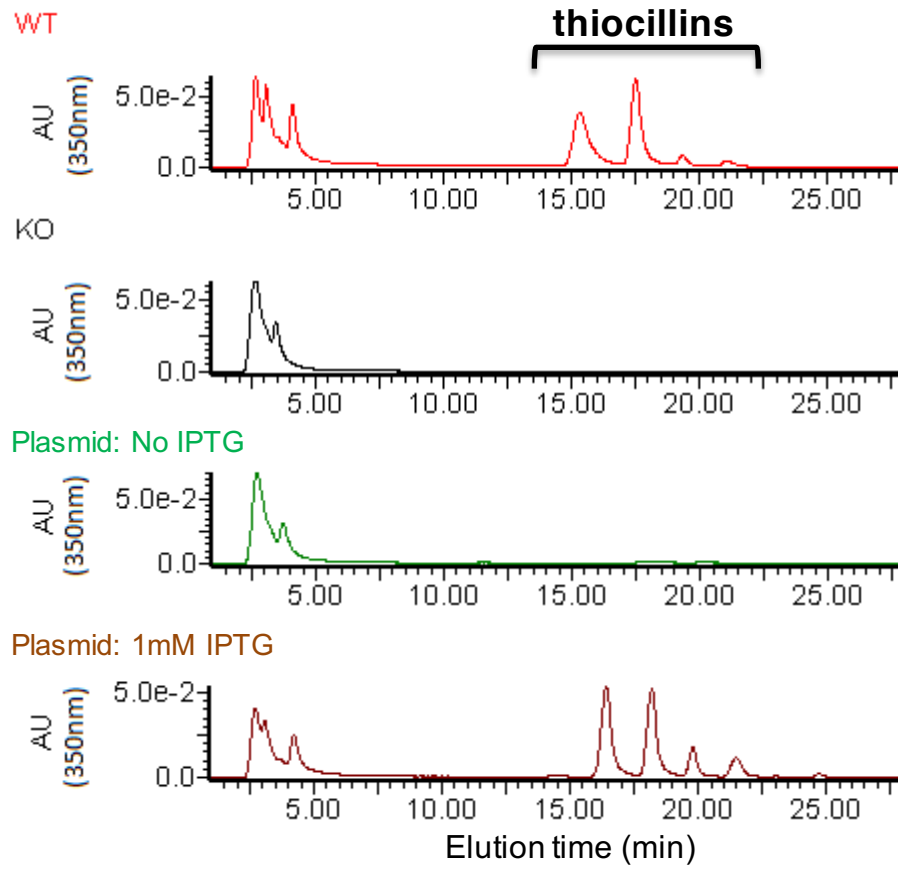 WT
thiocillins
AU
(350nm)
5.0e-2
0.0
5.00 10.00 15.00 20.00 25.00
KO
AU
(350nm)
5.0e-2
0.0
5.00 10.00 15.00 20.00 25.00
Plasmid: No IPTG
AU
(350nm)
5.0e-2
0.0
5.00 10.00 15.00 20.00 25.00
Plasmid: 1mM IPTG
AU
(350nm)
5.0e-2
0.0
5.00 10.00 15.00 20.00 25.00
Elution time (min)